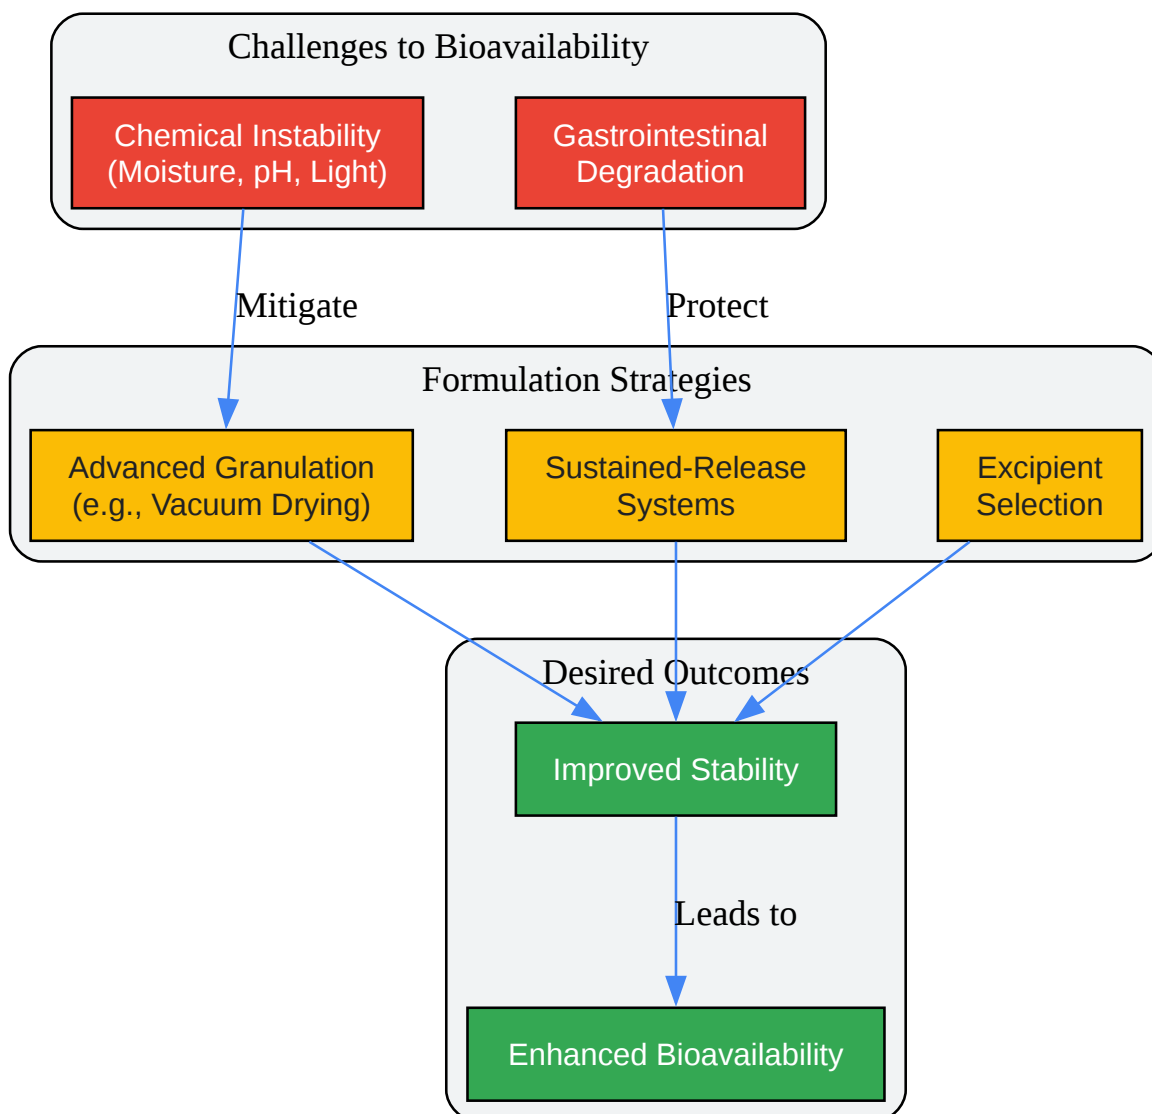 Challenges to Bioavailability
Chemical Instability
(Moisture, pH, Light)
Gastrointestinal
Degradation
Mitigate
Protect
Formulation Strategies
Advanced Granulation
(e.g., Vacuum Drying)
Sustained-Release
Systems
Excipient
Selection
Desired Outcomes
Improved Stability
Leads to
Enhanced Bioavailability